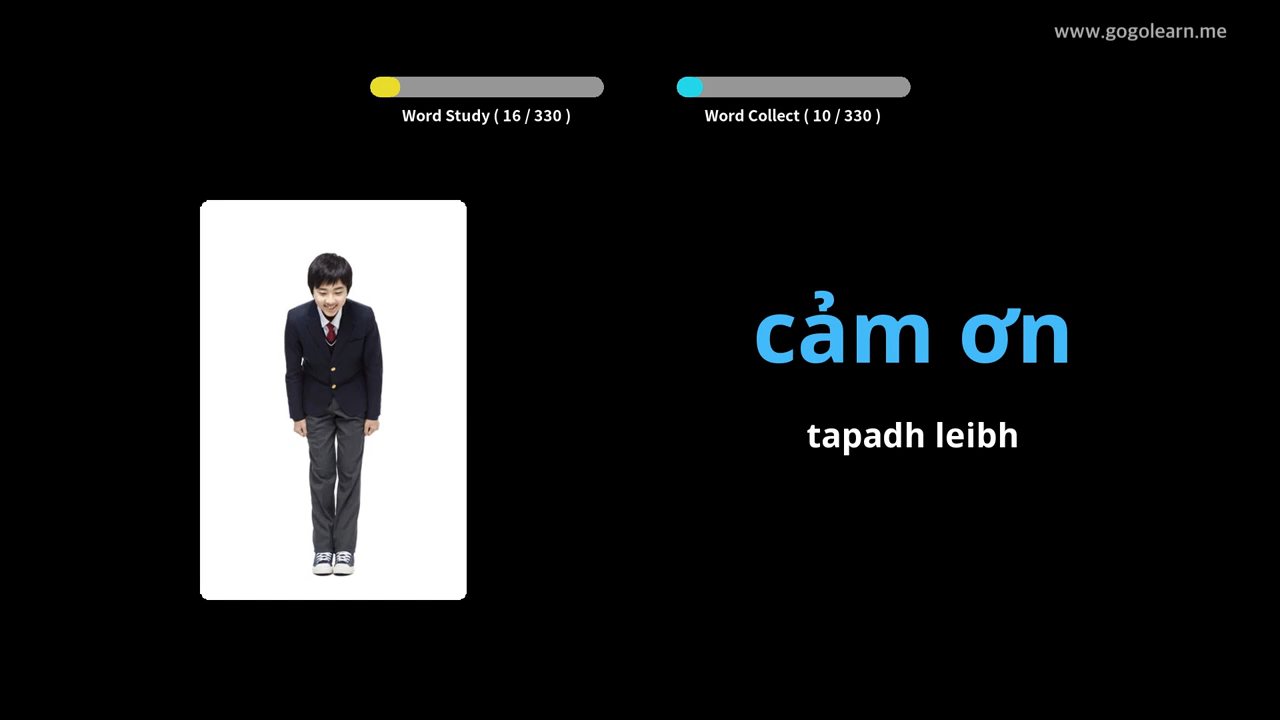 www.gogolearn.me
Word Study ( 16 / 330 )
Word Collect ( 10 / 330 )
cảm ơn
tapadh leibh